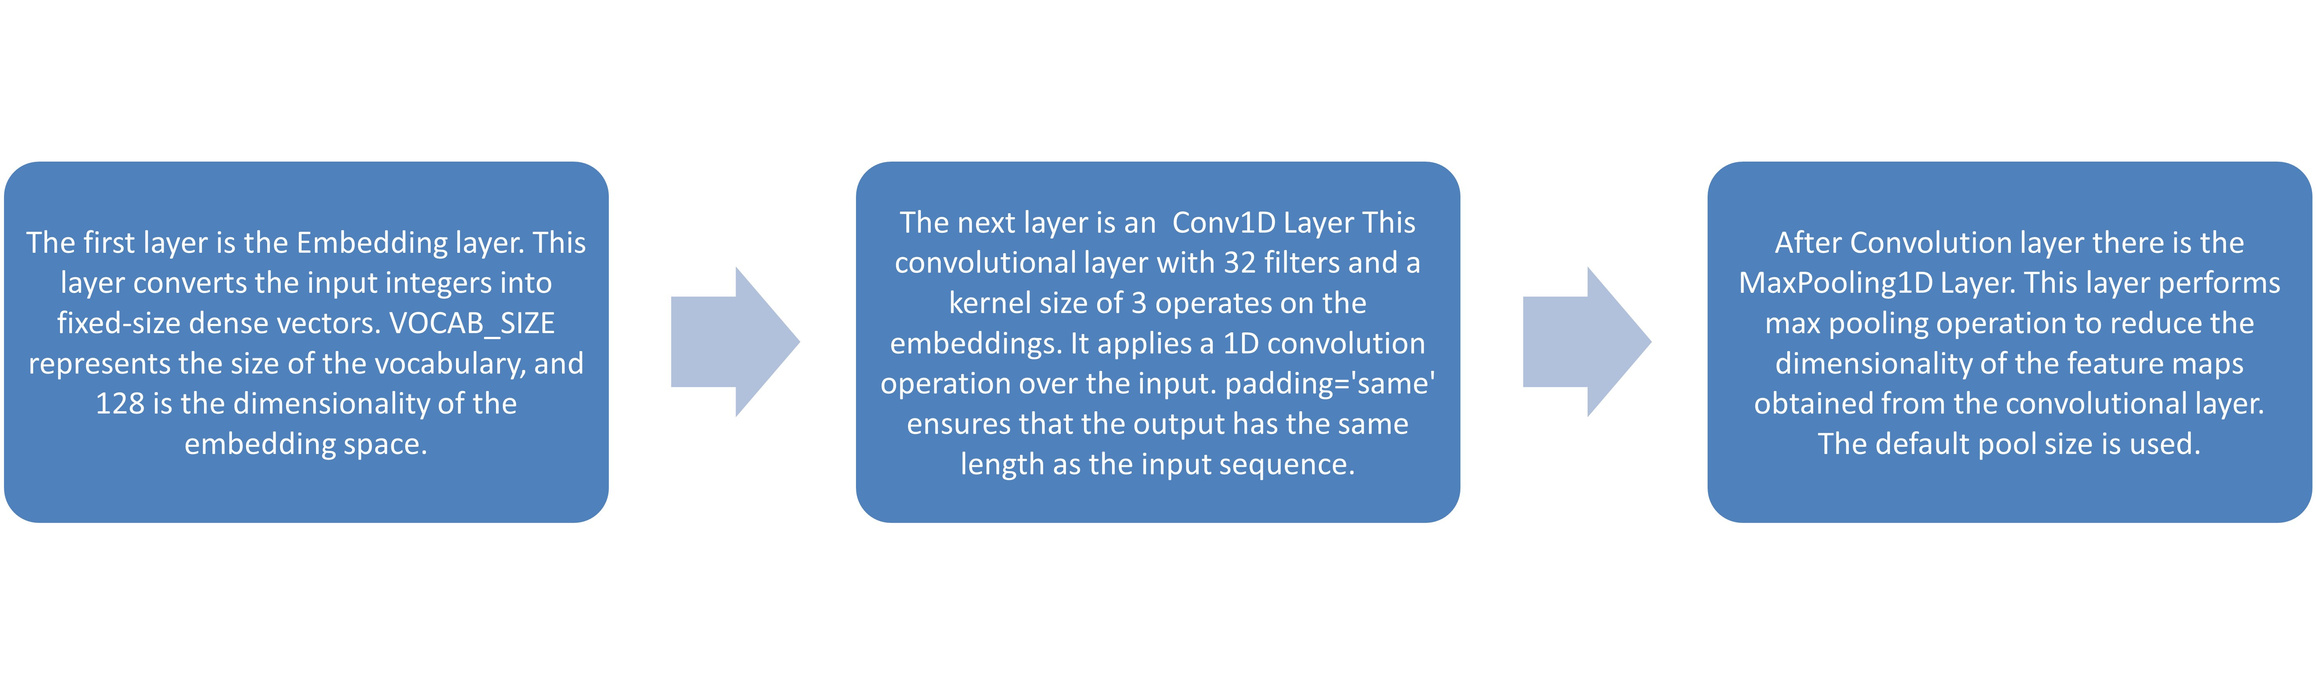 The first layer is the Embedding layer. This
layer converts the input integers into
fixed-size dense vectors. VOCAB_SIZE
represents the size of the vocabulary, and
128 is the dimensionality of the
embedding space.
The next layer is an  Conv1D Layer This
convolutional layer with 32 filters and a
kernel size of 3 operates on the
embeddings. It applies a 1D convolution
operation over the input. padding='same'
ensures that the output has the same
length as the input sequence.
After Convolution layer there is the
MaxPooling1D Layer. This layer performs
max pooling operation to reduce the
dimensionality of the feature maps
obtained from the convolutional layer.
The default pool size is used.